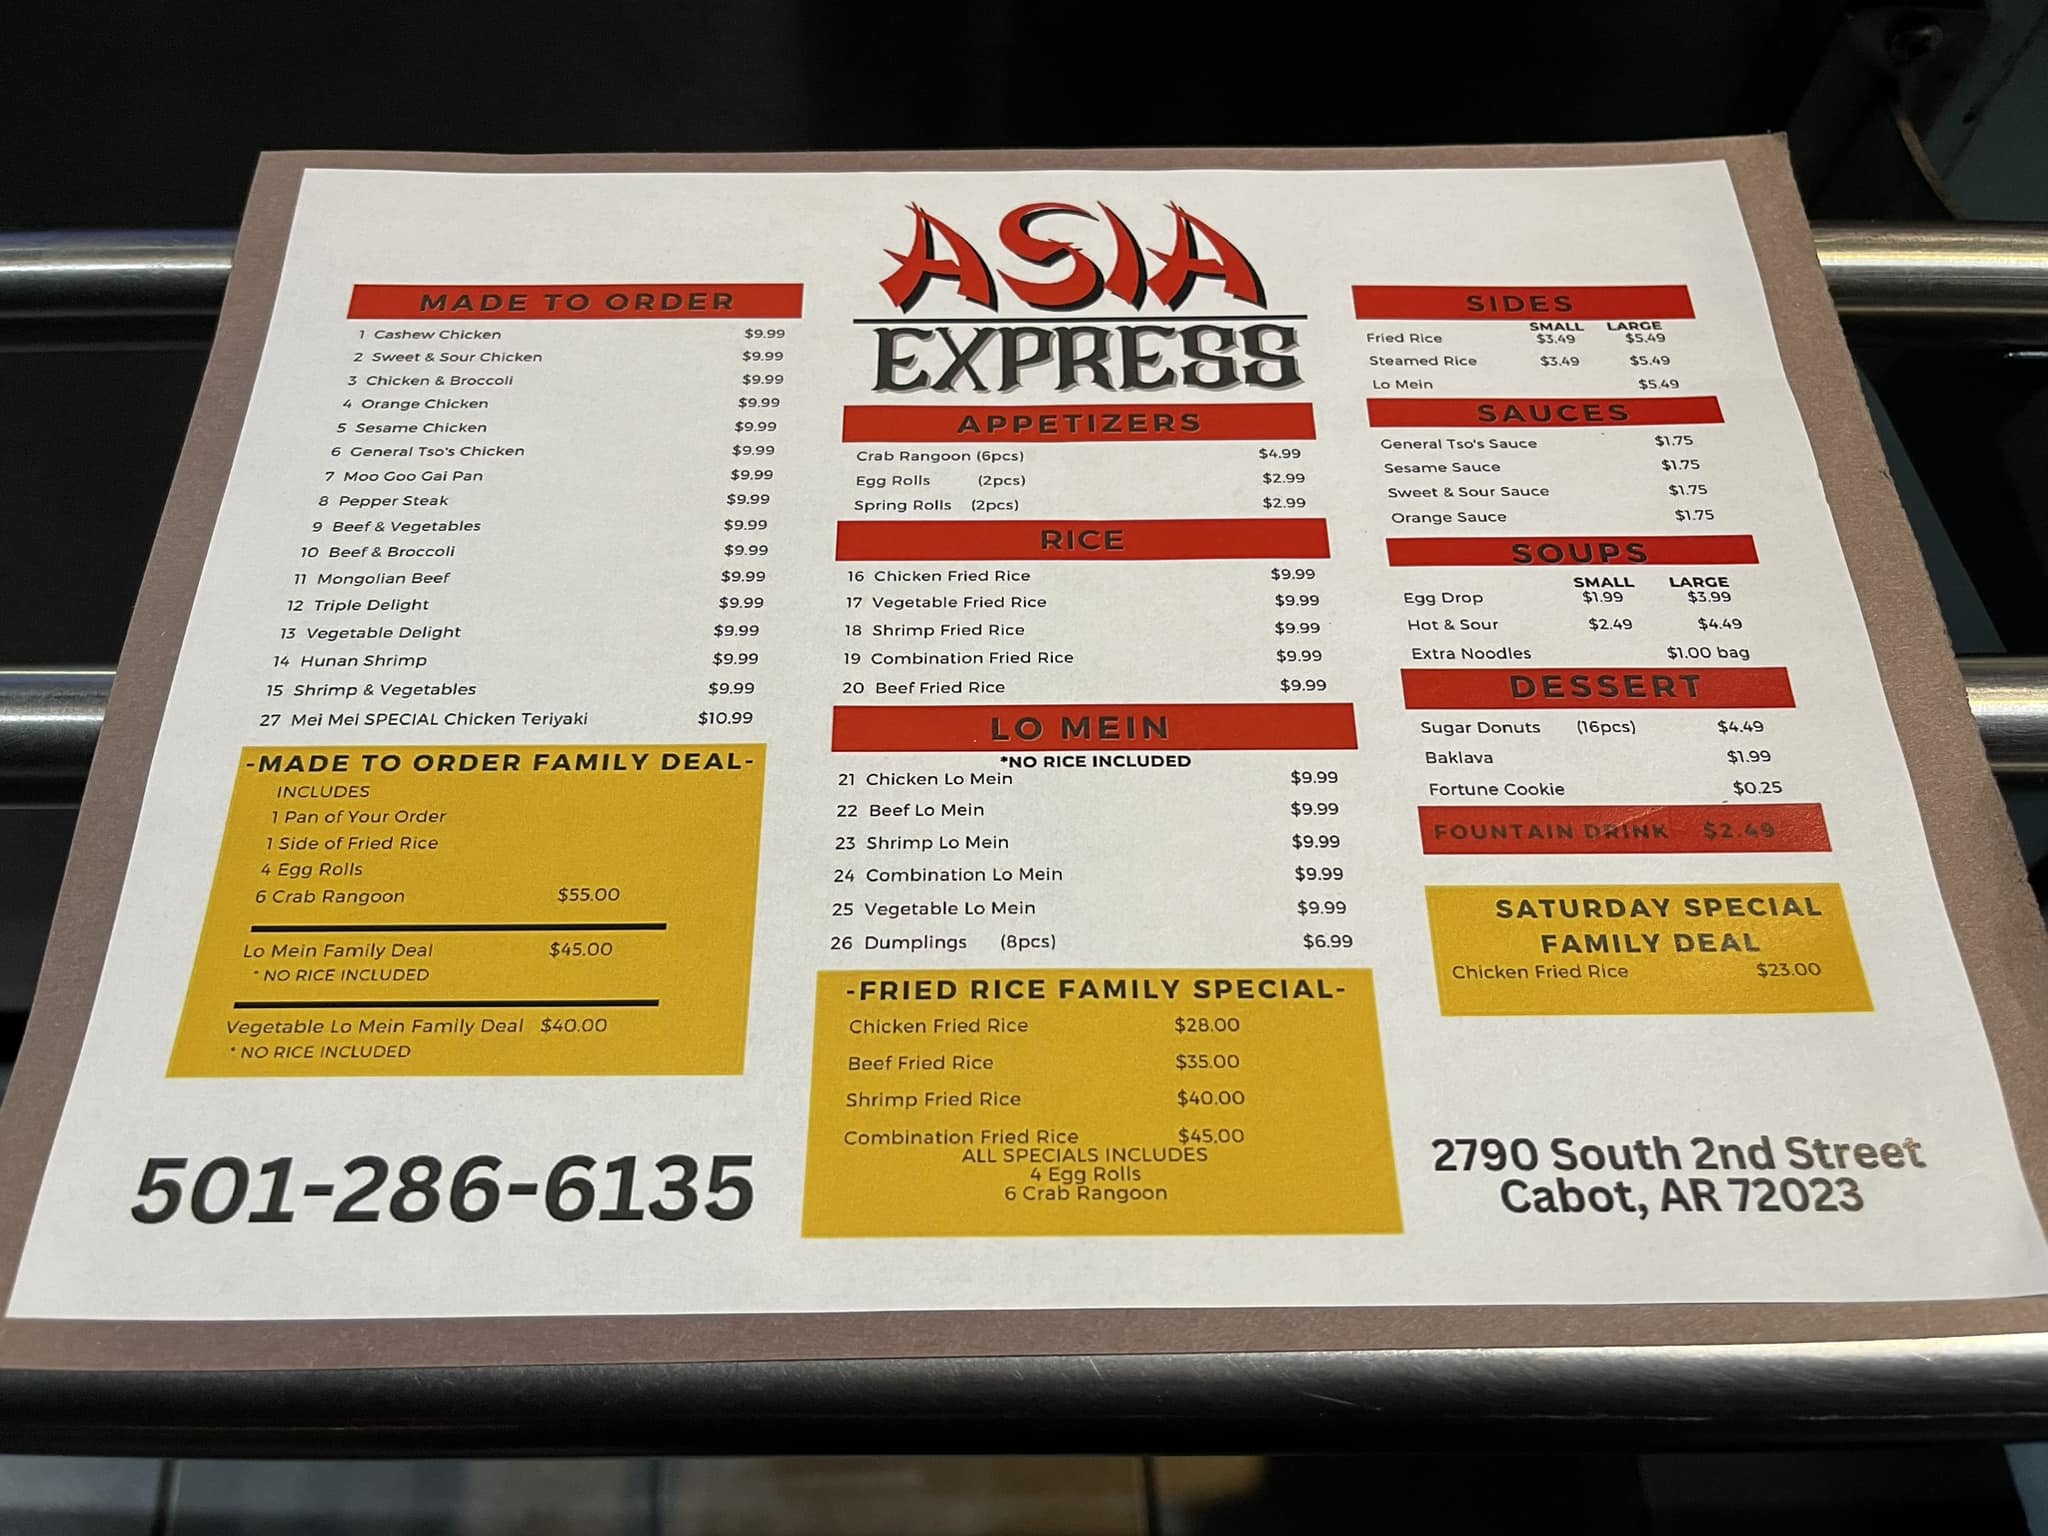 ASIA
EXPRESS
MADE TO ORDER
1 Cashew Chicken $9.99
2 Sweet & Sour Chicken $9.99
3 Chicken & Broccoli $9.99
4 Orange Chicken $9.99
5 Sesame Chicken $9.99
6 General Tso's Chicken $9.99
7 Moo Goo Gai Pan $9.99
8 Pepper Steak $9.99
9 Beef & Vegetables $9.99
10 Beef & Broccoli $9.99
11 Mongolian Beef $9.99
12 Triple Delight $9.99
13 Vegetable Delight $9.99
14 Hunan Shrimp $9.99
15 Shrimp & Vegetables $9.99
27 Mei Mei SPECIAL Chicken Teriyaki $10.99
-MADE TO ORDER FAMILY DEAL-
INCLUDES
1 Pan of Your Order
1 Side of Fried Rice
4 Egg Rolls
6 Crab Rangoon $55.00
Lo Mein Family Deal $45.00
* NO RICE INCLUDED
Vegetable Lo Mein Family Deal $40.00
* NO RICE INCLUDED
501-286-6135
APPETIZERS
Crab Rangoon (6pcs) $4.99
Egg Rolls (2pcs) $2.99
Spring Rolls (2pcs) $2.99
RICE
16 Chicken Fried Rice $9.99
17 Vegetable Fried Rice $9.99
18 Shrimp Fried Rice $9.99
19 Combination Fried Rice $9.99
20 Beef Fried Rice $9.99
LO MEIN
*NO RICE INCLUDED
21 Chicken Lo Mein $9.99
22 Beef Lo Mein $9.99
23 Shrimp Lo Mein $9.99
24 Combination Lo Mein $9.99
25 Vegetable Lo Mein $9.99
26 Dumplings (8pcs) $6.99
-FRIED RICE FAMILY SPECIAL-
Chicken Fried Rice $28.00
Beef Fried Rice $35.00
Shrimp Fried Rice $40.00
Combination Fried Rice $45.00
ALL SPECIALS INCLUDES
4 Egg Rolls
6 Crab Rangoon
SIDES
SMALL LARGE
Fried Rice $3.49 $5.49
Steamed Rice $3.49 $5.49
Lo Mein $5.49
SAUCES
General Tso's Sauce $1.75
Sesame Sauce $1.75
Sweet & Sour Sauce $1.75
Orange Sauce $1.75
SOUPS
SMALL LARGE
Egg Drop $1.99 $3.99
Hot & Sour $2.49 $4.49
Extra Noodles $1.00 bag
DESSERT
Sugar Donuts (16pcs) $4.49
Baklava $1.99
Fortune Cookie $0.25
FOUNTAIN DRINK $2.49
SATURDAY SPECIAL
FAMILY DEAL
Chicken Fried Rice $23.00
2790 South 2nd Street
Cabot, AR 72023